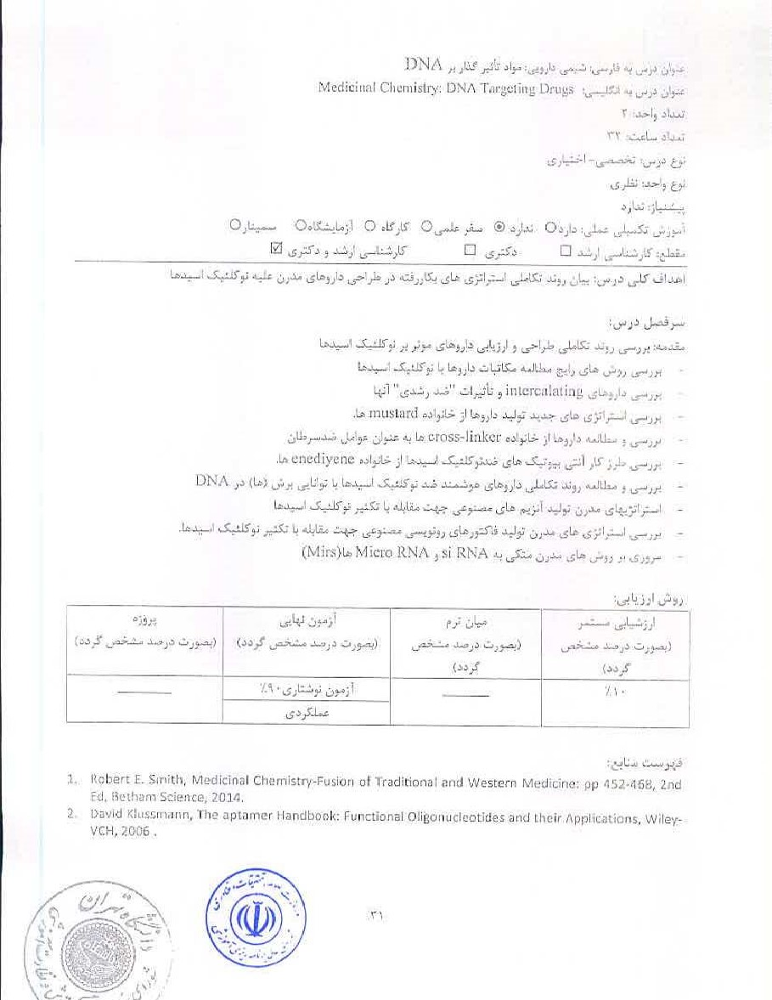 عنوان درس به فارسی: شیمی دارویی: مواد تأثیر گذار بر DNA
عنوان درس به انگلیسی: Medicinal Chemistry: DNA Targeting Drugs
تعداد واحد: ۲
تعداد ساعت: ۳۲
نوع درس: تخصصی- اختیاری
نوع واحد: نظری
پیشنیاز: ندارد
آموزش تکمیلی عملی: دارد○ ندارد ◉ سفر علمی○ کارگاه ○ آزمایشگاه○ سمینار○
مقطع: کارشناسی ارشد ☐ دکتری ☐ کارشناسی ارشد و دکتری ☑
اهداف کلی درس: بیان روند تکاملی استراتژی های بکاررفته در طراحی داروهای مدرن علیه نوکلئیک اسیدها
سرفصل درس:
مقدمه: بررسی روند تکاملی طراحی و ارزیابی داروهای موثر بر نوکلئیک اسیدها
- بررسی روش های رایج مطالعه مکانیات داروها با نوکلئیک اسیدها
- بررسی داروهای intercalating و تأثیرات "ضد رشدی" آنها
- بررسی استراتژی های جدید تولید داروها از خانواده mustard ها.
- بررسی و مطالعه داروها از خانواده cross-linker ها به عنوان عوامل ضدسرطان
- بررسی طرز کار آنتی بیوتیک های ضدنوکلئیک اسیدها از خانواده enediyene ها.
- بررسی و مطالعه روند تکاملی داروهای هوشمند ضد نوکلئیک اسیدها با توانایی برش (ها) در DNA
- استراتژیهای مدرن تولید آنزیم های مصنوعی جهت مقابله با تکثیر نوکلئیک اسیدها
- بررسی استراتژی های مدرن تولید فاکتورهای رونویسی مصنوعی جهت مقابله با تکثیر نوکلئیک اسیدها.
- مروری بر روش های مدرن متکی به si RNA و Micro RNA ها(Mirs)
روش ارزیابی:
ارزشیابی مستمر میان ترم آزمون نهایی پروژه
(بصورت درصد مشخص (بصورت درصد مشخص (بصورت درصد مشخص گردد) (بصورت درصد مشخص گردد)
گردد) گردد)
٪۱۰ ــــــ آزمون نوشتاری ۹۰٪ ــــــ
عملکردی
فهرست منابع:
1. Robert E. Smith, Medicinal Chemistry-Fusion of Traditional and Western Medicine: pp 452-468, 2nd
Ed, Betham Science, 2014.
2. David Klussmann, The aptamer Handbook: Functional Oligonucleotides and their Applications, Wiley-
VCH, 2006 .
۳۱
دانشگاه تهران